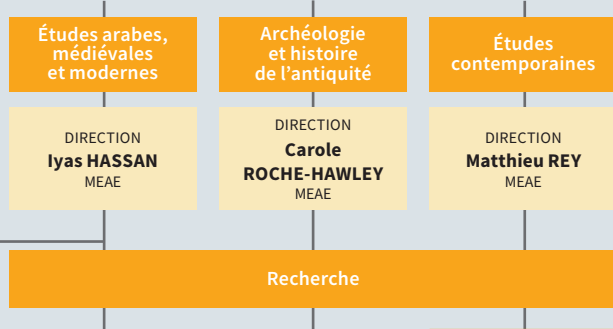 Études arabes,
médiévales
et modernes
DIRECTION
Iyas HASSAN
MEAE
Archéologie
et histoire
de l'antiquité
DIRECTION
Carole
ROCHE-HAWLEY
MEAE
Études
contemporaines
DIRECTION
Matthieu REY
MEAE
Recherche